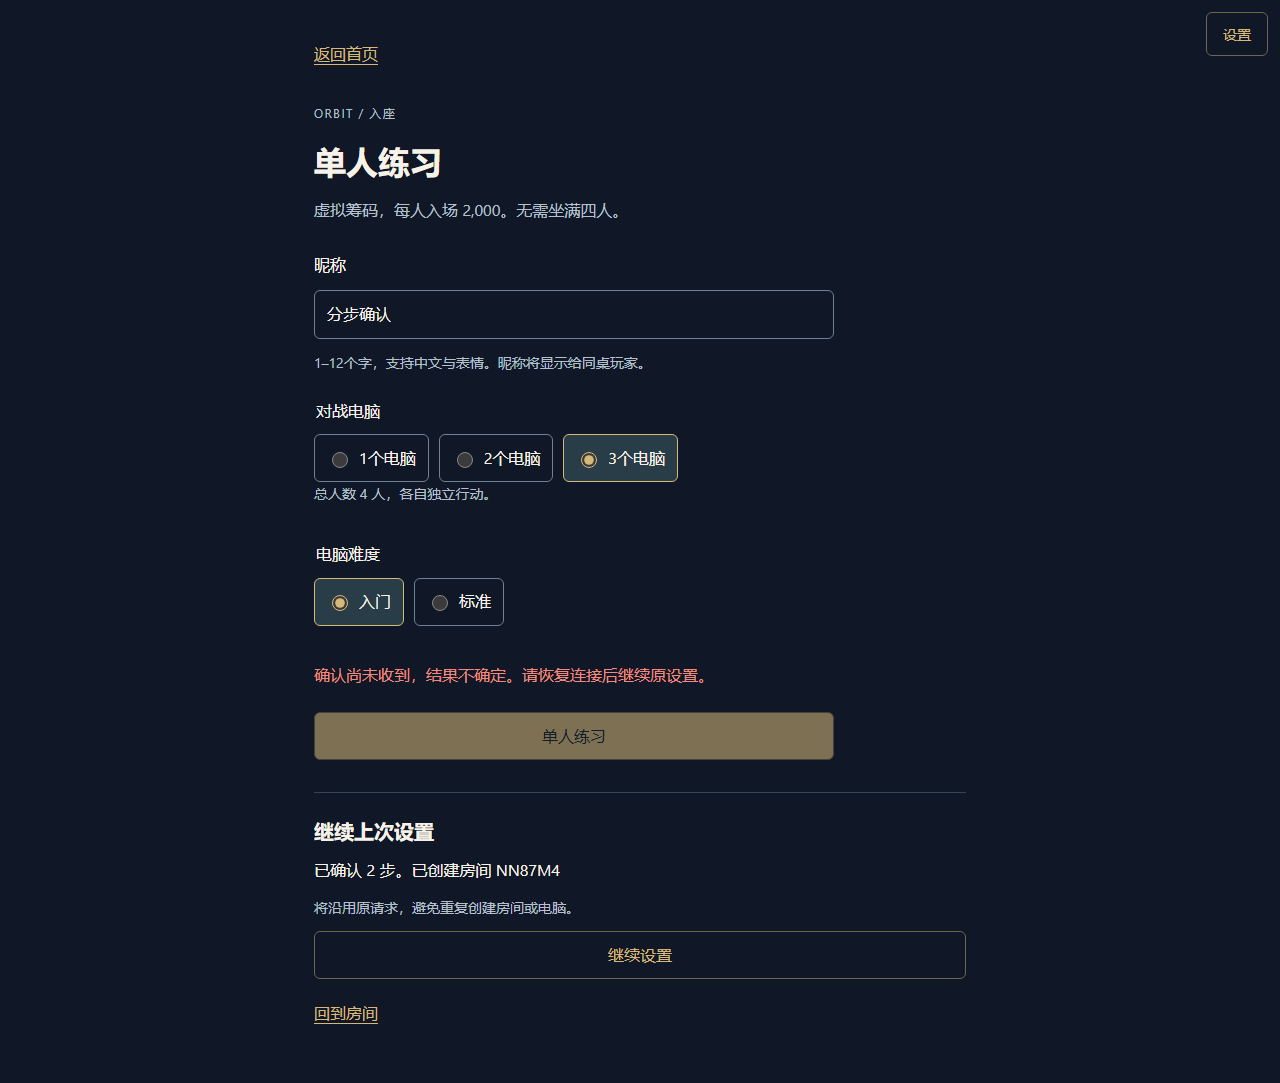 设置
返回首页
ORBIT / 入座
单人练习
虚拟筹码，每人入场 2,000。无需坐满四人。
昵称
分步确认
1–12个字，支持中文与表情。昵称将显示给同桌玩家。
对战电脑
1个电脑
2个电脑
3个电脑
总人数 4 人，各自独立行动。
电脑难度
入门
标准
确认尚未收到，结果不确定。请恢复连接后继续原设置。
单人练习
继续上次设置
已确认 2 步。已创建房间 NN87M4
将沿用原请求，避免重复创建房间或电脑。
继续设置
回到房间